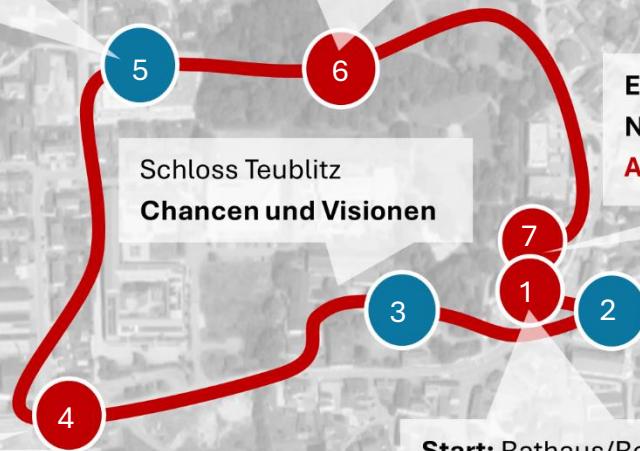 5
6
E
N
A
Schloss Teublitz
Chancen und Visionen
7
1
2
3
4
Start: Rathaus/